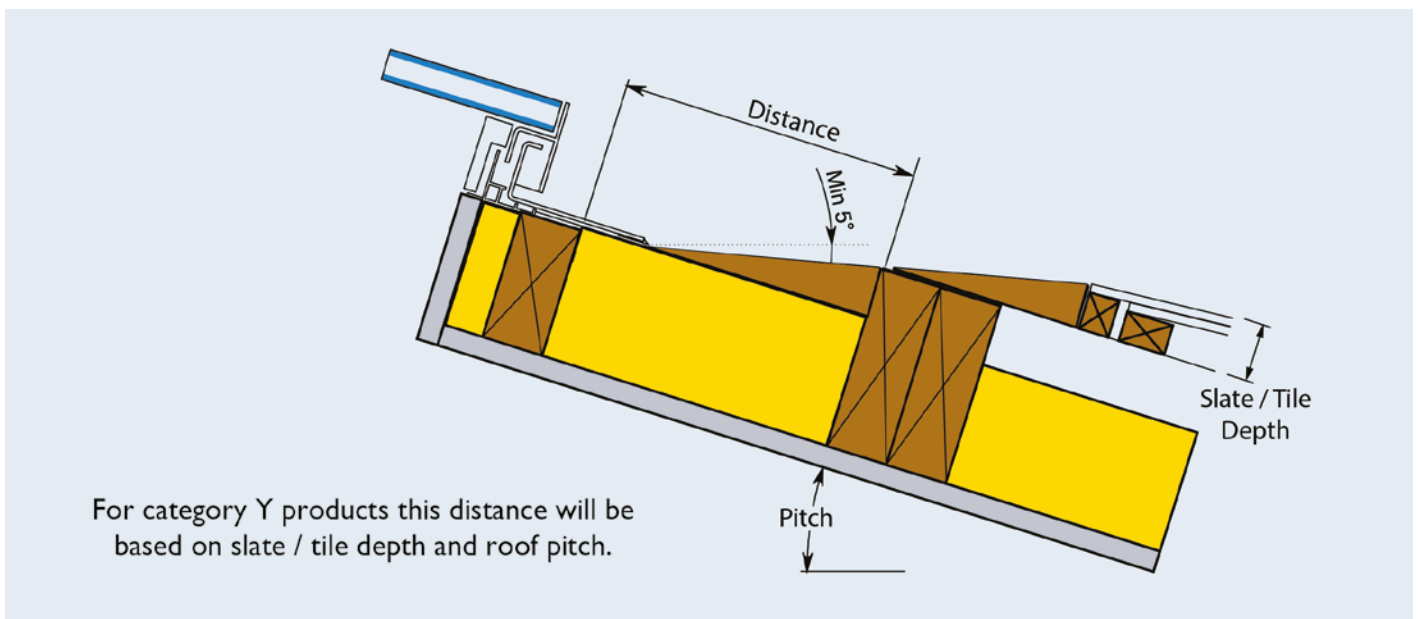 Distance
Min 5°
Slate / Tile
Depth
Pitch
For category Y products this distance will be
based on slate / tile depth and roof pitch.